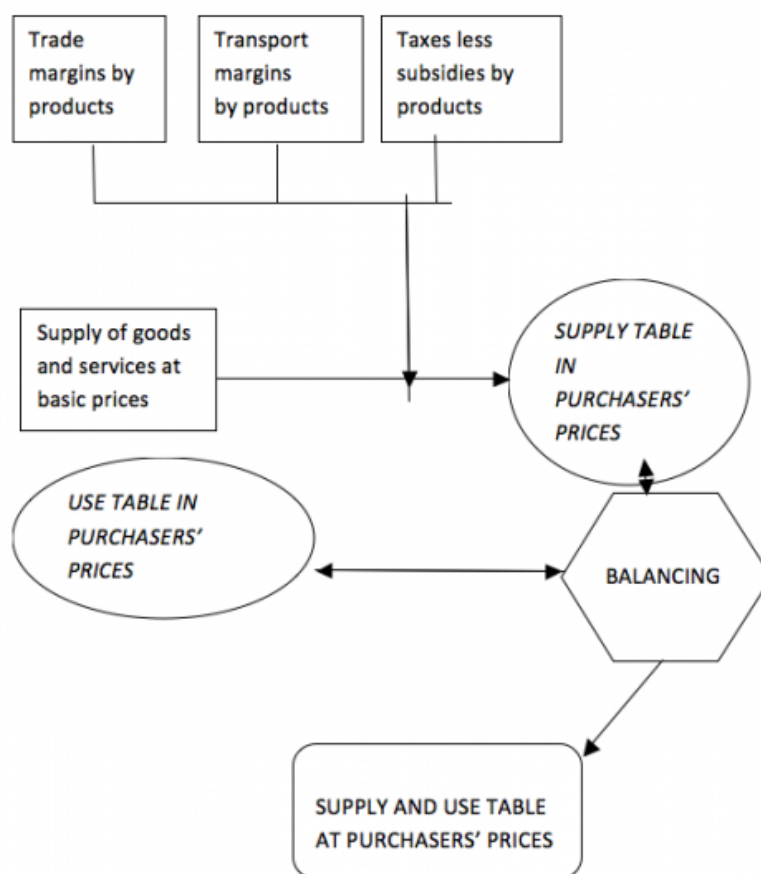 Trade
margins by
products
Transport
margins
by products
Taxes less
subsidies by
products
Supply of goods
and services at
basic prices
SUPPLY TABLE
IN
PURCHASERS’
PRICES
USE TABLE IN
PURCHASERS’
PRICES
BALANCING
SUPPLY AND USE TABLE
AT PURCHASERS’ PRICES